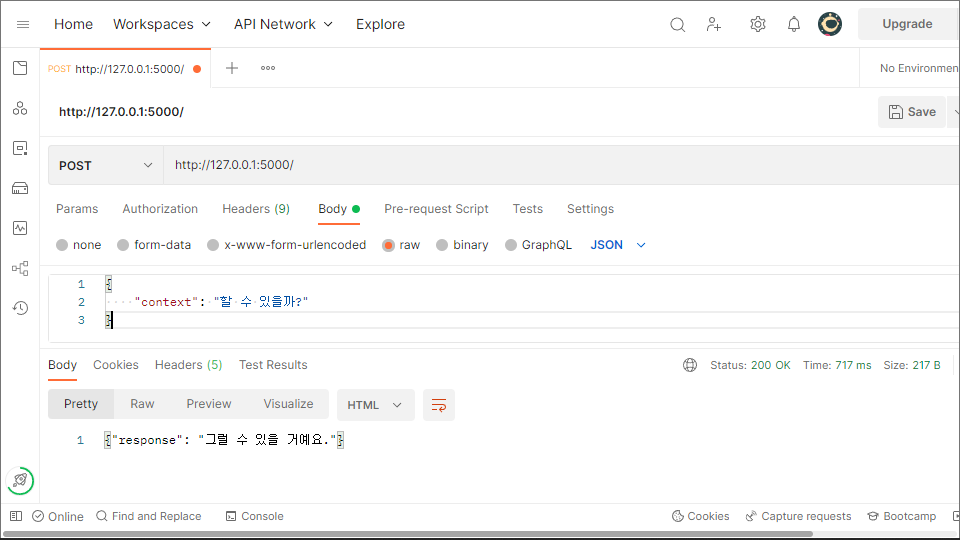 Home Workspaces API Network Explore Upgrade
POST http://127.0.0.1:5000/ No Environmen
http://127.0.0.1:5000/ Save
POST http://127.0.0.1:5000/
Params Authorization Headers (9) Body Pre-request Script Tests Settings
none form-data x-www-form-urlencoded raw binary GraphQL JSON
1 {
2 "context": "할 수 있을까?"
3 }
Body Cookies Headers (5) Test Results Status: 200 OK Time: 717 ms Size: 217 B
Pretty Raw Preview Visualize HTML
1 {"response": "그럴 수 있을 거예요."}
Online Find and Replace Console Cookies Capture requests Bootcamp